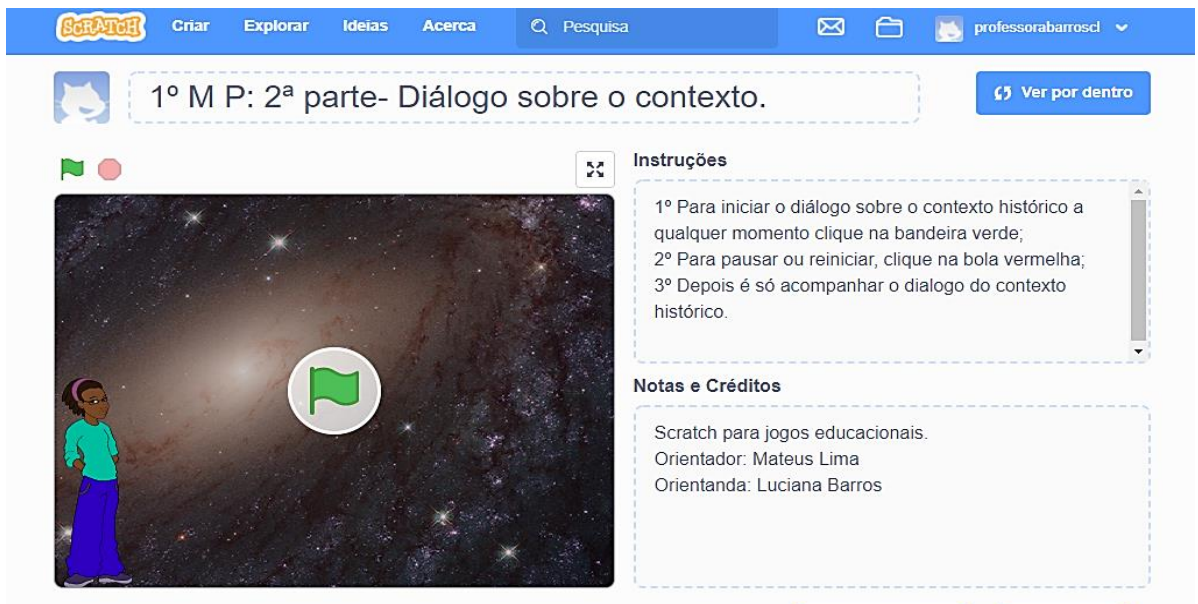 SCRATCH Criar Explorar Ideias Acerca Pesquisa professorabarroscl
1º M P: 2ª parte- Diálogo sobre o contexto.
Ver por dentro
Instruções
1º Para iniciar o diálogo sobre o contexto histórico a
qualquer momento clique na bandeira verde;
2º Para pausar ou reiniciar, clique na bola vermelha;
3º Depois é só acompanhar o dialogo do contexto
histórico.
Notas e Créditos
Scratch para jogos educacionais.
Orientador: Mateus Lima
Orientanda: Luciana Barros